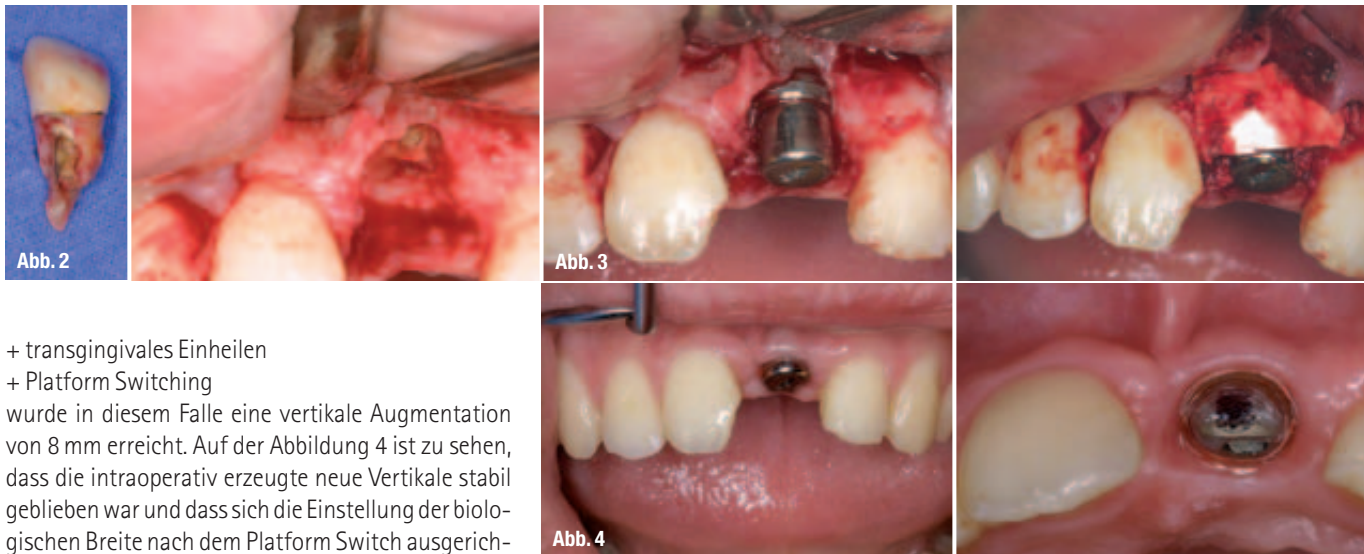 Abb. 2
Abb. 3
+ transgingivales Einheilen
+ Platform Switching
wurde in diesem Falle eine vertikale Augmentation
von 8 mm erreicht. Auf der Abbildung 4 ist zu sehen,
dass die intraoperativ erzeugte neue Vertikale stabil
geblieben war und dass sich die Einstellung der biolo-
gischen Breite nach dem Platform Switch ausgerich-
Abb. 4